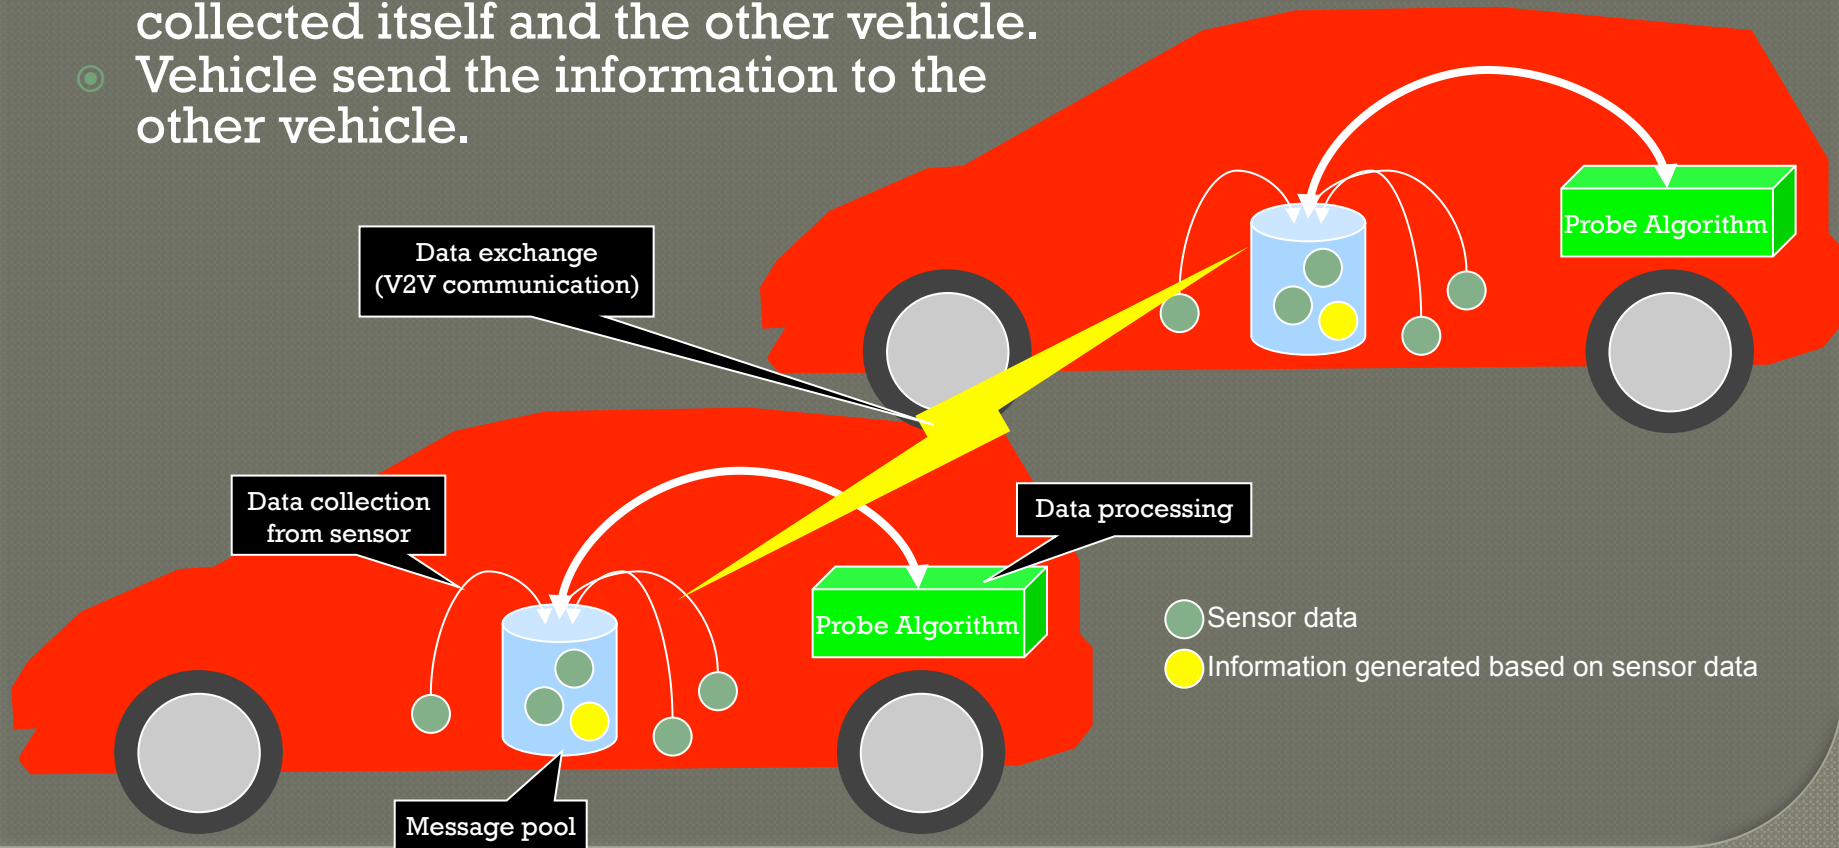 collected itself and the other vehicle.
Vehicle send the information to the
other vehicle.
Data exchange
(V2V communication)
Probe Algorithm
Data collection
from sensor
Data processing
Probe Algorithm
Sensor data
Information generated based on sensor data
Message pool